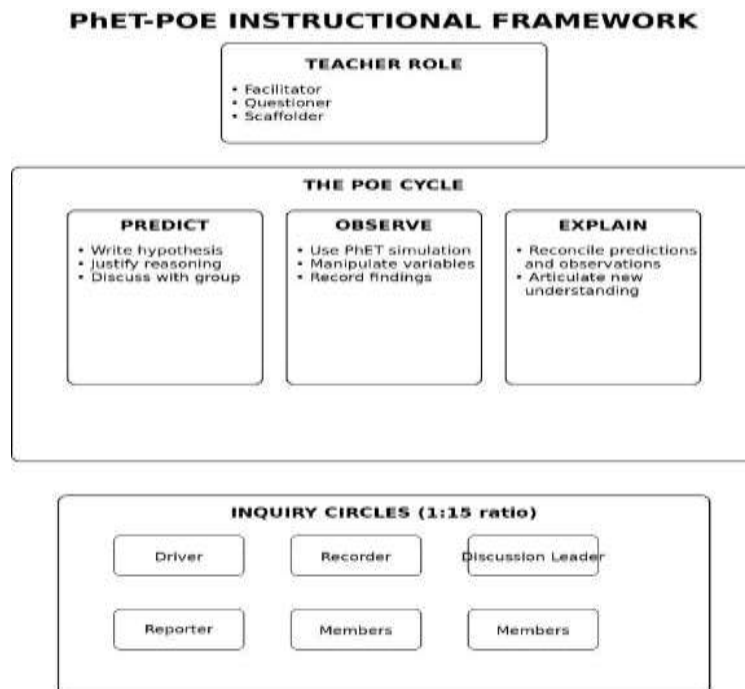 PhET-POE INSTRUCTIONAL FRAMEWORK
TEACHER ROLE
• Facilitator
• Questioner
• Scaffolder
THE POE CYCLE
PREDICT
• Write hypothesis
• Justify reasoning
• Discuss with group
OBSERVE
• Use PhET simulation
• Manipulate variables
• Record findings
EXPLAIN
• Reconcile predictions
and observations
• Articulate new
understanding
INQUIRY CIRCLES (1:15 ratio)
Driver
Recorder
Discussion Leader
Reporter
Members
Members